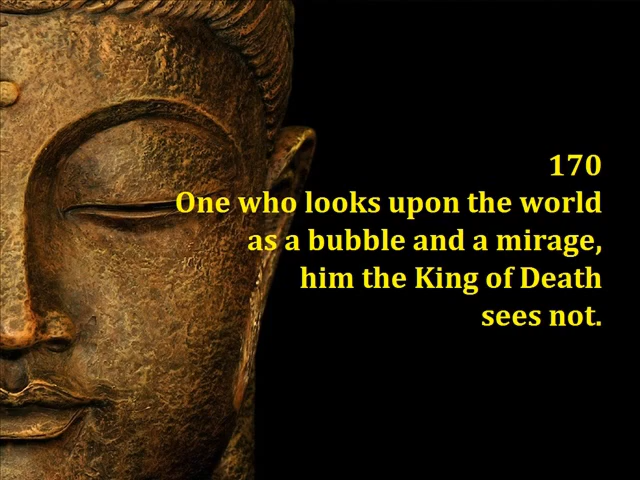 170
One who looks upon the world
as a bubble and a mirage,
him the King of Death
sees not.